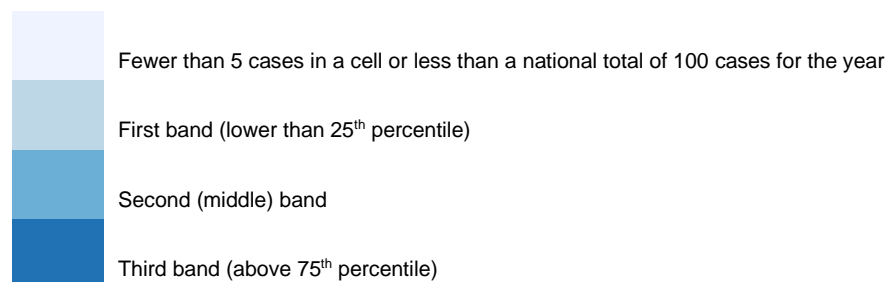 Fewer than 5 cases in a cell or less than a national total of 100 cases for the year
First band (lower than 25th percentile)
Second (middle) band
Third band (above 75th percentile)